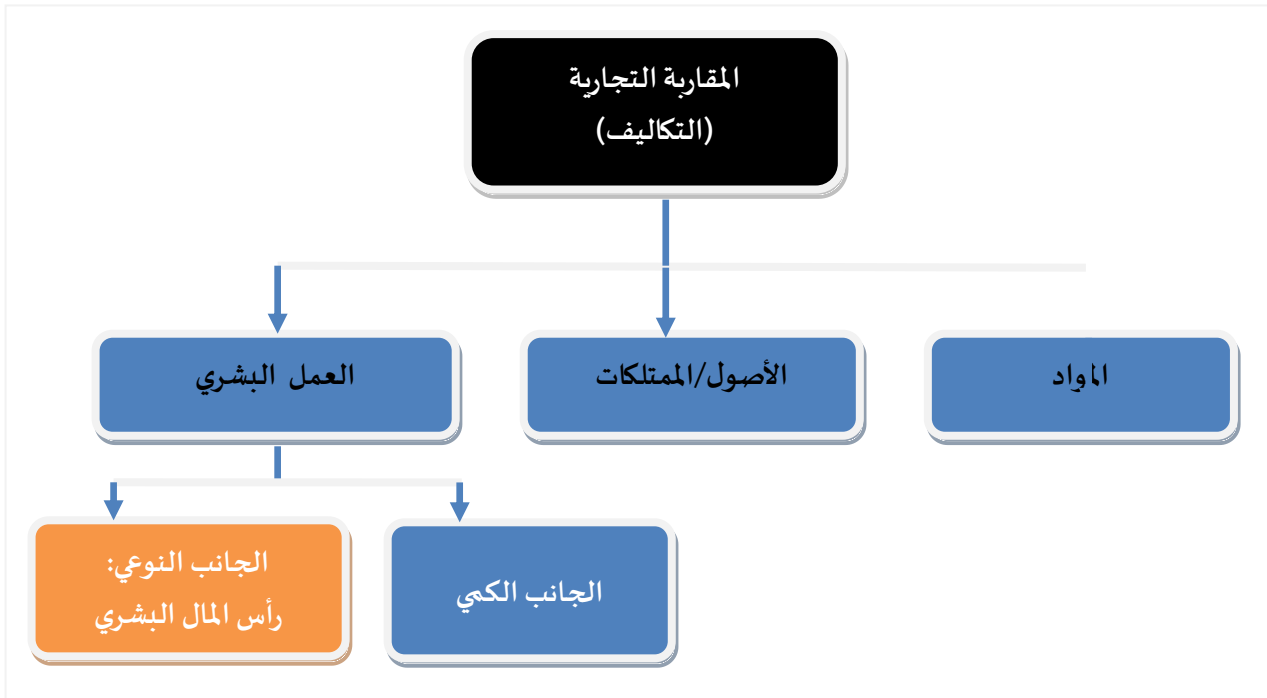 المقاربة التجارية
(التكاليف)
المواد
الأصول/الممتلكات
العمل البشري
الجانب الكمي
الجانب النوعي:
رأس المال البشري